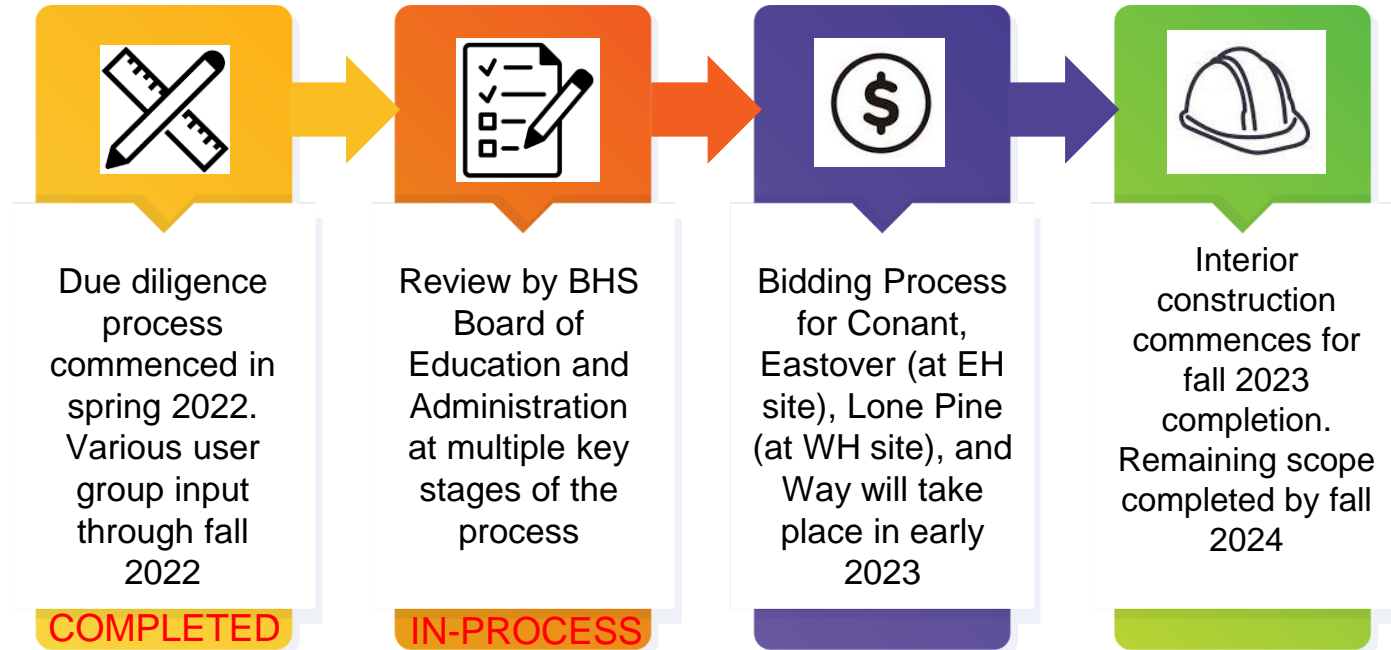 Due diligence
process
commenced in
spring 2022.
Various user
group input
through fall
2022
COMPLETED
Review by BHS
Board of
Education and
Administration
at multiple key
stages of the
process
IN-PROCESS
$
Bidding Process
for Conant,
Eastover (at EH
site), Lone Pine
(at WH site), and
Way will take
place in early
2023
Interior
construction
commences for
fall 2023
completion.
Remaining scope
completed by fall
2024